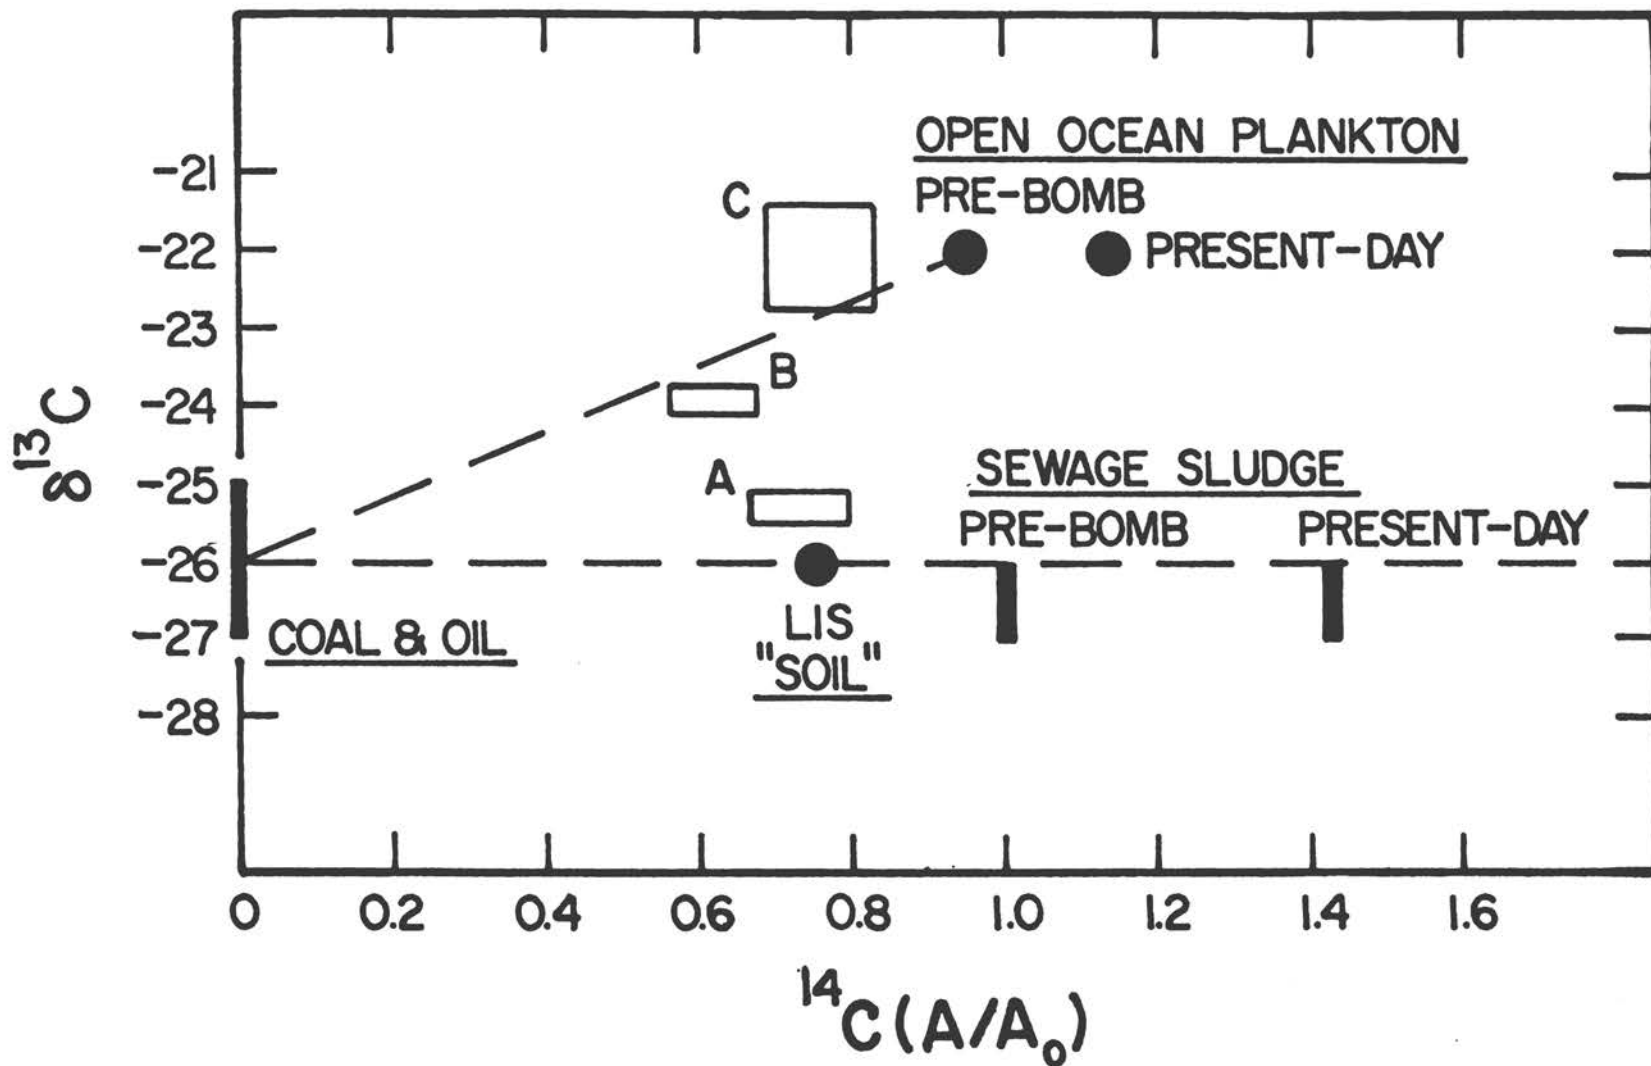 OPEN OCEAN PLANKTON
PRE-BOMB
PRESENT-DAY
C
B
A
SEWAGE SLUDGE
PRE-BOMB PRESENT-DAY
LIS
"SOIL"
COAL & OIL
-21
-22
-23
-24
-25
-26
-27
-28
δ13C
0 0.2 0.4 0.6 0.8 1.0 1.2 1.4 1.6
14C (A/A0)